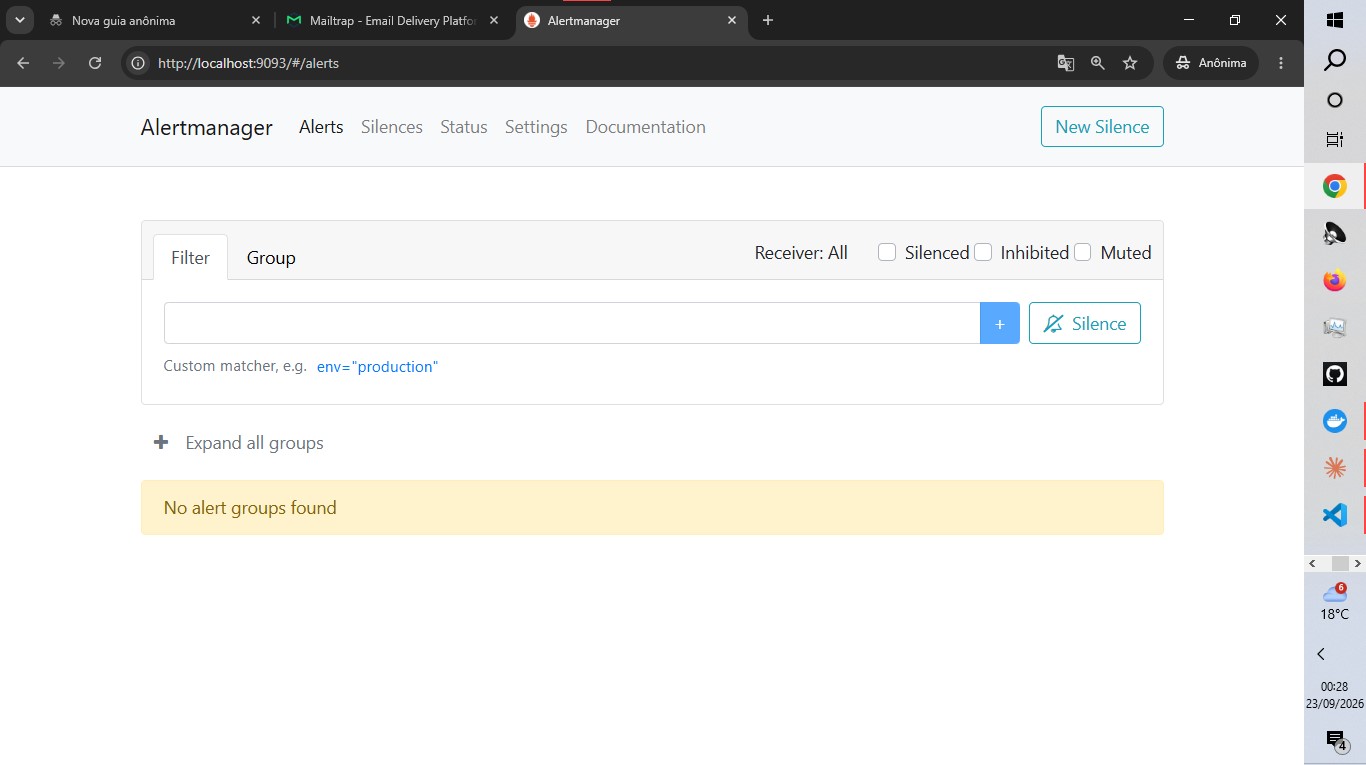 Nova guia anônima
Mailtrap - Email Delivery Platfor
Alertmanager
http://localhost:9093/#/alerts
Anônima
Alertmanager Alerts Silences Status Settings Documentation New Silence
Filter Group Receiver: All Silenced Inhibited Muted
+ Silence
Custom matcher, e.g. env="production"
+ Expand all groups
No alert groups found
6
18°C
00:28
23/09/2026
4